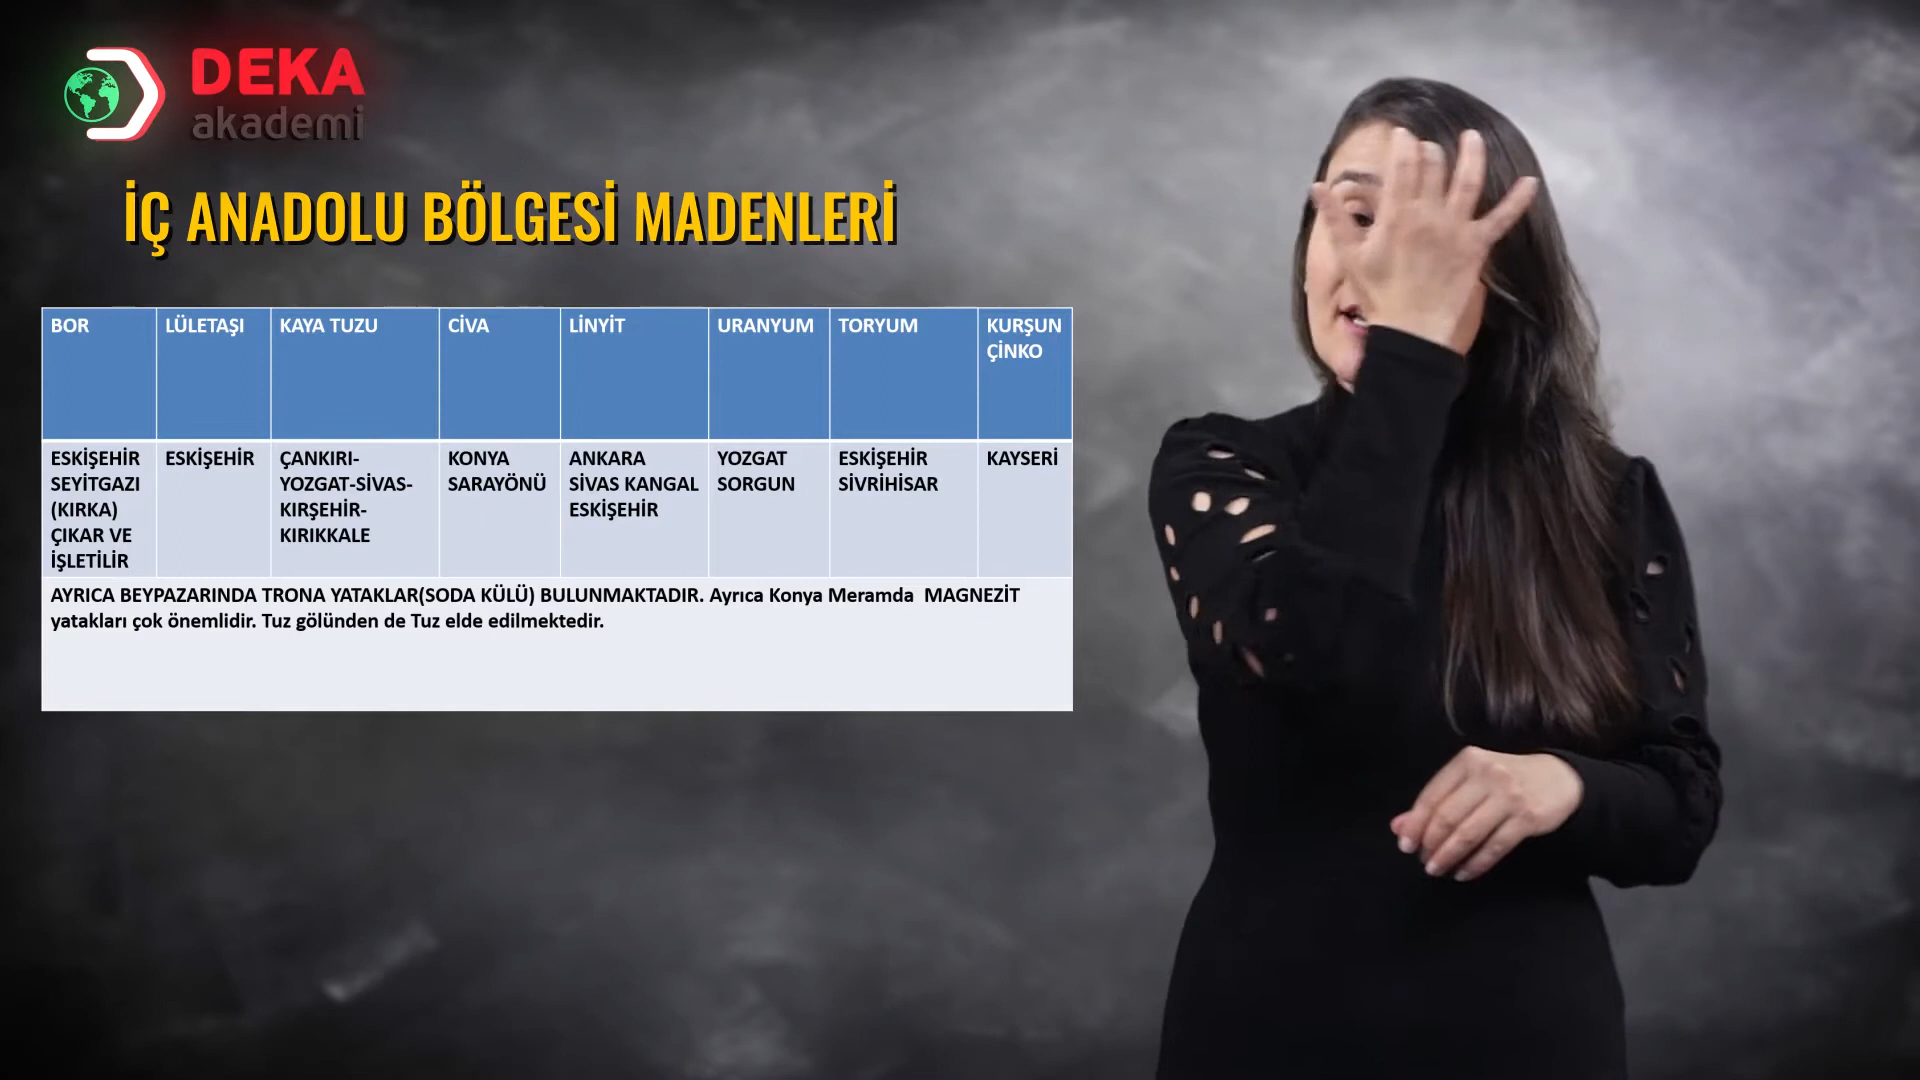 DEKA
akademi
İÇ ANADOLU BÖLGESİ MADENLERİ
BOR
LÜLETAŞI
KAYA TUZU
CİVA
LİNYİT
URANYUM
TORYUM
KURŞUN
ÇİNKO
ESKİŞEHİR
SEYİTGAZI
(KIRKA)
ÇIKAR VE
İŞLETİLİR
ESKİŞEHİR
ÇANKIRI-
YOZGAT-SİVAS-
KIRŞEHİR-
KIRIKKALE
KONYA
SARAYÖNÜ
ANKARA
SİVAS KANGAL
ESKİŞEHİR
YOZGAT
SORGUN
ESKİŞEHİR
SİVRİHİSAR
KAYSERİ
AYRICA BEYPAZARINDA TRONA YATAKLAR(SODA KÜLÜ) BULUNMAKTADIR. Ayrıca Konya Meramda MAGNEZİT
yatakları çok önemlidir. Tuz gölünden de Tuz elde edilmektedir.